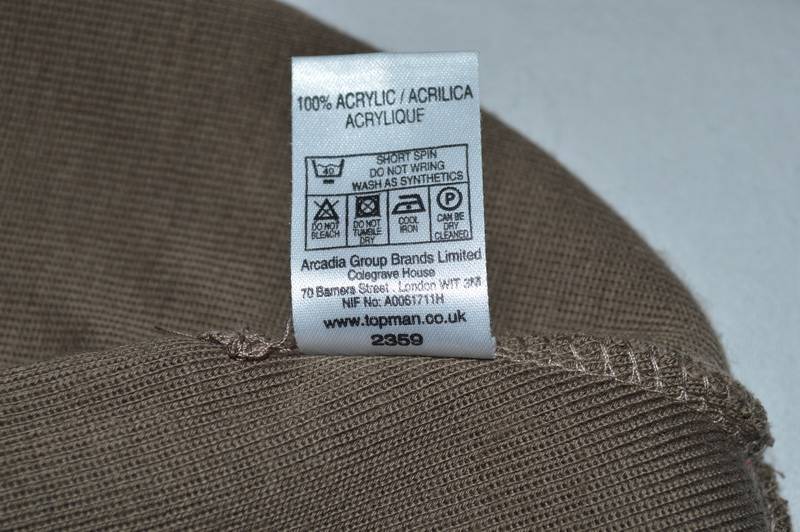 100% ACRYLIC / ACRILICA
ACRYLIQUE
40
SHORT SPIN
DO NOT WRING
WASH AS SYNTHETICS
DO NOT BLEACH
DO NOT TUMBLE DRY
COOL IRON
P
CAN BE DRY CLEANED
Arcadia Group Brands Limited
Colegrave House
70 Berners Street . London WIT 3NL
NIF No: A0061711H
www.topman.co.uk
2359